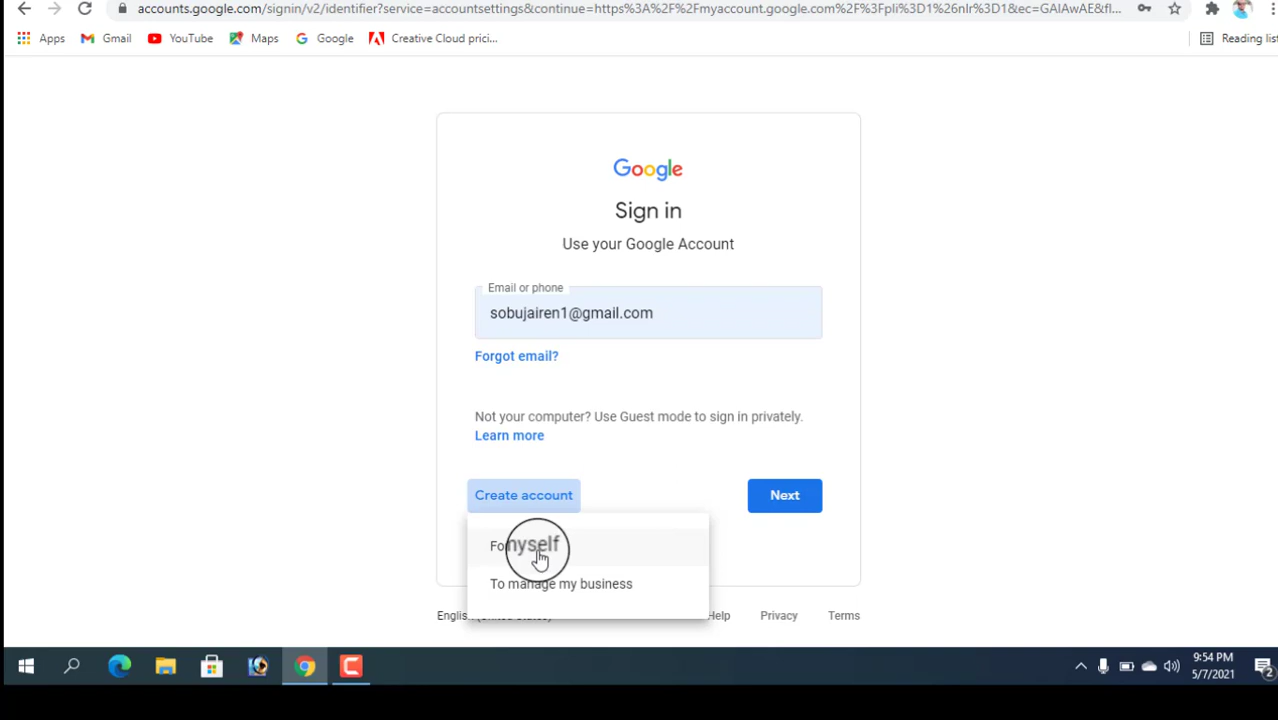 accounts.google.com/signin/v2/identifier?service=accountsettings&continue=https%3A%2F%2Fmyaccount.google.com%2F%3Fpli%3D1%26nlr%3D1&ec=GAlAwAE&fl...
Apps Gmail YouTube Maps Google Creative Cloud prici... Reading list
Google
Sign in
Use your Google Account
Email or phone
sobujairen1@gmail.com
Forgot email?
Not your computer? Use Guest mode to sign in privately.
Learn more
Create account Next
For myself
To manage my business
English (United States) Help Privacy Terms
9:54 PM
5/7/2021
2